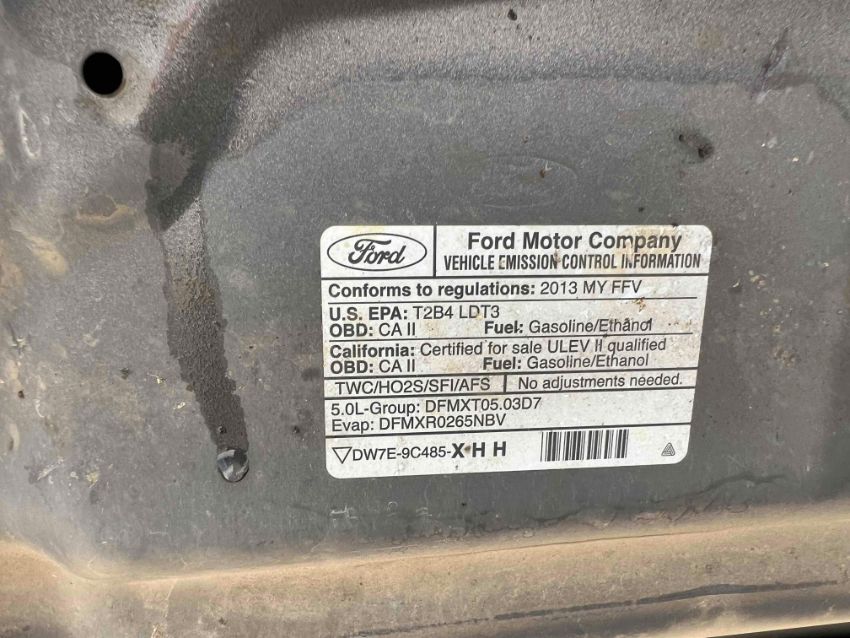 Ford
Ford Motor Company
VEHICLE EMISSION CONTROL INFORMATION
Conforms to regulations: 2013 MY FFV
U.S. EPA: T2B4 LDT3
OBD: CA II Fuel: Gasoline/Ethanol
California: Certified for sale ULEV II qualified
OBD: CA II Fuel: Gasoline/Ethanol
TWC/HO2S/SFI/AFS No adjustments needed.
5.0L-Group: DFMXT05.03D7
Evap: DFMXR0265NBV
DW7E-9C485-X H H